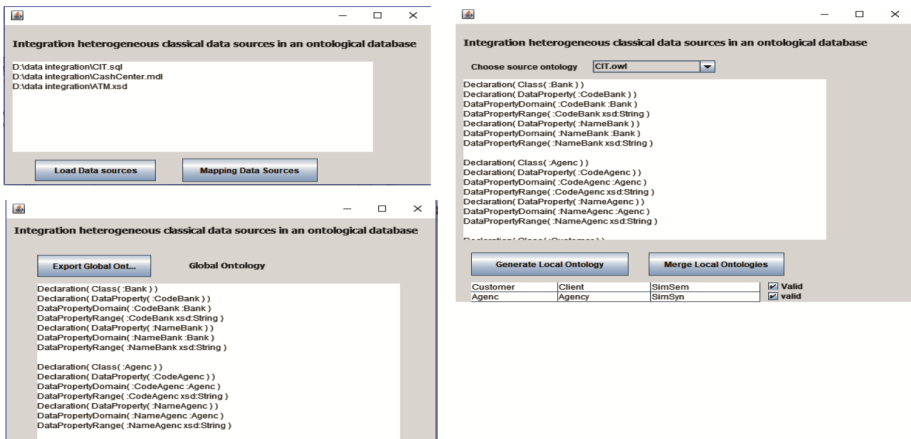 Integration heterogeneous classical data sources in an ontological database
D:\data integration\CIT.sql
D:\data integration\CashCenter.mdl
D:\data integration\ATM.xsd
Load Data sources
Mapping Data Sources
Integration heterogeneous classical data sources in an ontological database
Choose source ontology
CIT.owl
Declaration( Class( :Bank ) )
Declaration( DataProperty( :CodeBank ) )
DataPropertyDomain( :CodeBank :Bank )
DataPropertyRange( :CodeBank xsd:String )
Declaration( DataProperty( :NameBank ) )
DataPropertyDomain( :NameBank :Bank )
DataPropertyRange( :NameBank xsd:String )
Declaration( Class( :Agenc ) )
Declaration( DataProperty( :CodeAgenc ) )
DataPropertyDomain( :CodeAgenc :Agenc )
DataPropertyRange( :CodeAgenc xsd:String )
Declaration( DataProperty( :NameAgenc ) )
DataPropertyDomain( :NameAgenc :Agenc )
DataPropertyRange( :NameAgenc xsd:String )
Declaration( Class( :Customer ) )
Generate Local Ontology
Merge Local Ontologies
Customer Client SimSem Valid
Agenc Agency SimSyn valid
Integration heterogeneous classical data sources in an ontological database
Export Global Ont...
Global Ontology
Declaration( Class( :Bank ) )
Declaration( DataProperty( :CodeBank ) )
DataPropertyDomain( :CodeBank :Bank )
DataPropertyRange( :CodeBank xsd:String )
Declaration( DataProperty( :NameBank ) )
DataPropertyDomain( :NameBank :Bank )
DataPropertyRange( :NameBank xsd:String )
Declaration( Class( :Agenc ) )
Declaration( DataProperty( :CodeAgenc ) )
DataPropertyDomain( :CodeAgenc :Agenc )
DataPropertyRange( :CodeAgenc xsd:String )
Declaration( DataProperty( :NameAgenc ) )
DataPropertyDomain( :NameAgenc :Agenc )
DataPropertyRange( :NameAgenc xsd:String )